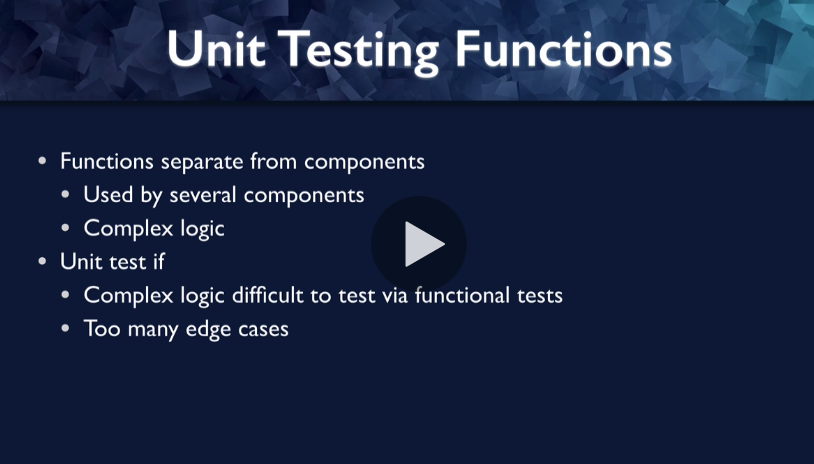 Unit Testing Functions
• Functions separate from components
• Used by several components
• Complex logic
• Unit test if
• Complex logic difficult to test via functional tests
• Too many edge cases